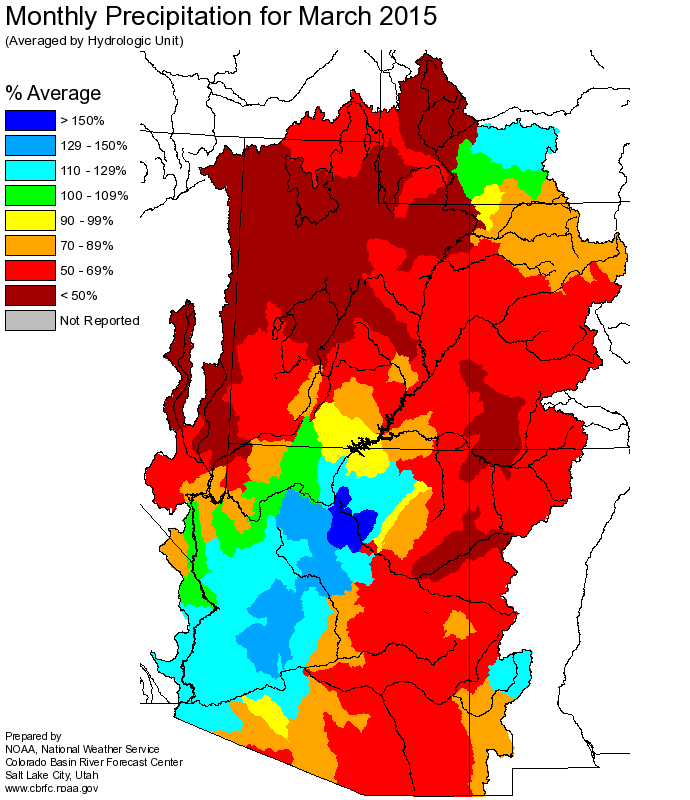 Monthly Precipitation for March 2015
(Averaged by Hydrologic Unit)
% Average
> 150%
129 - 150%
110 - 129%
100 - 109%
90 - 99%
70 - 89%
50 - 69%
< 50%
Not Reported
Prepared by
NOAA, National Weather Service
Colorado Basin River Forecast Center
Salt Lake City, Utah
www.cbrfc.noaa.gov